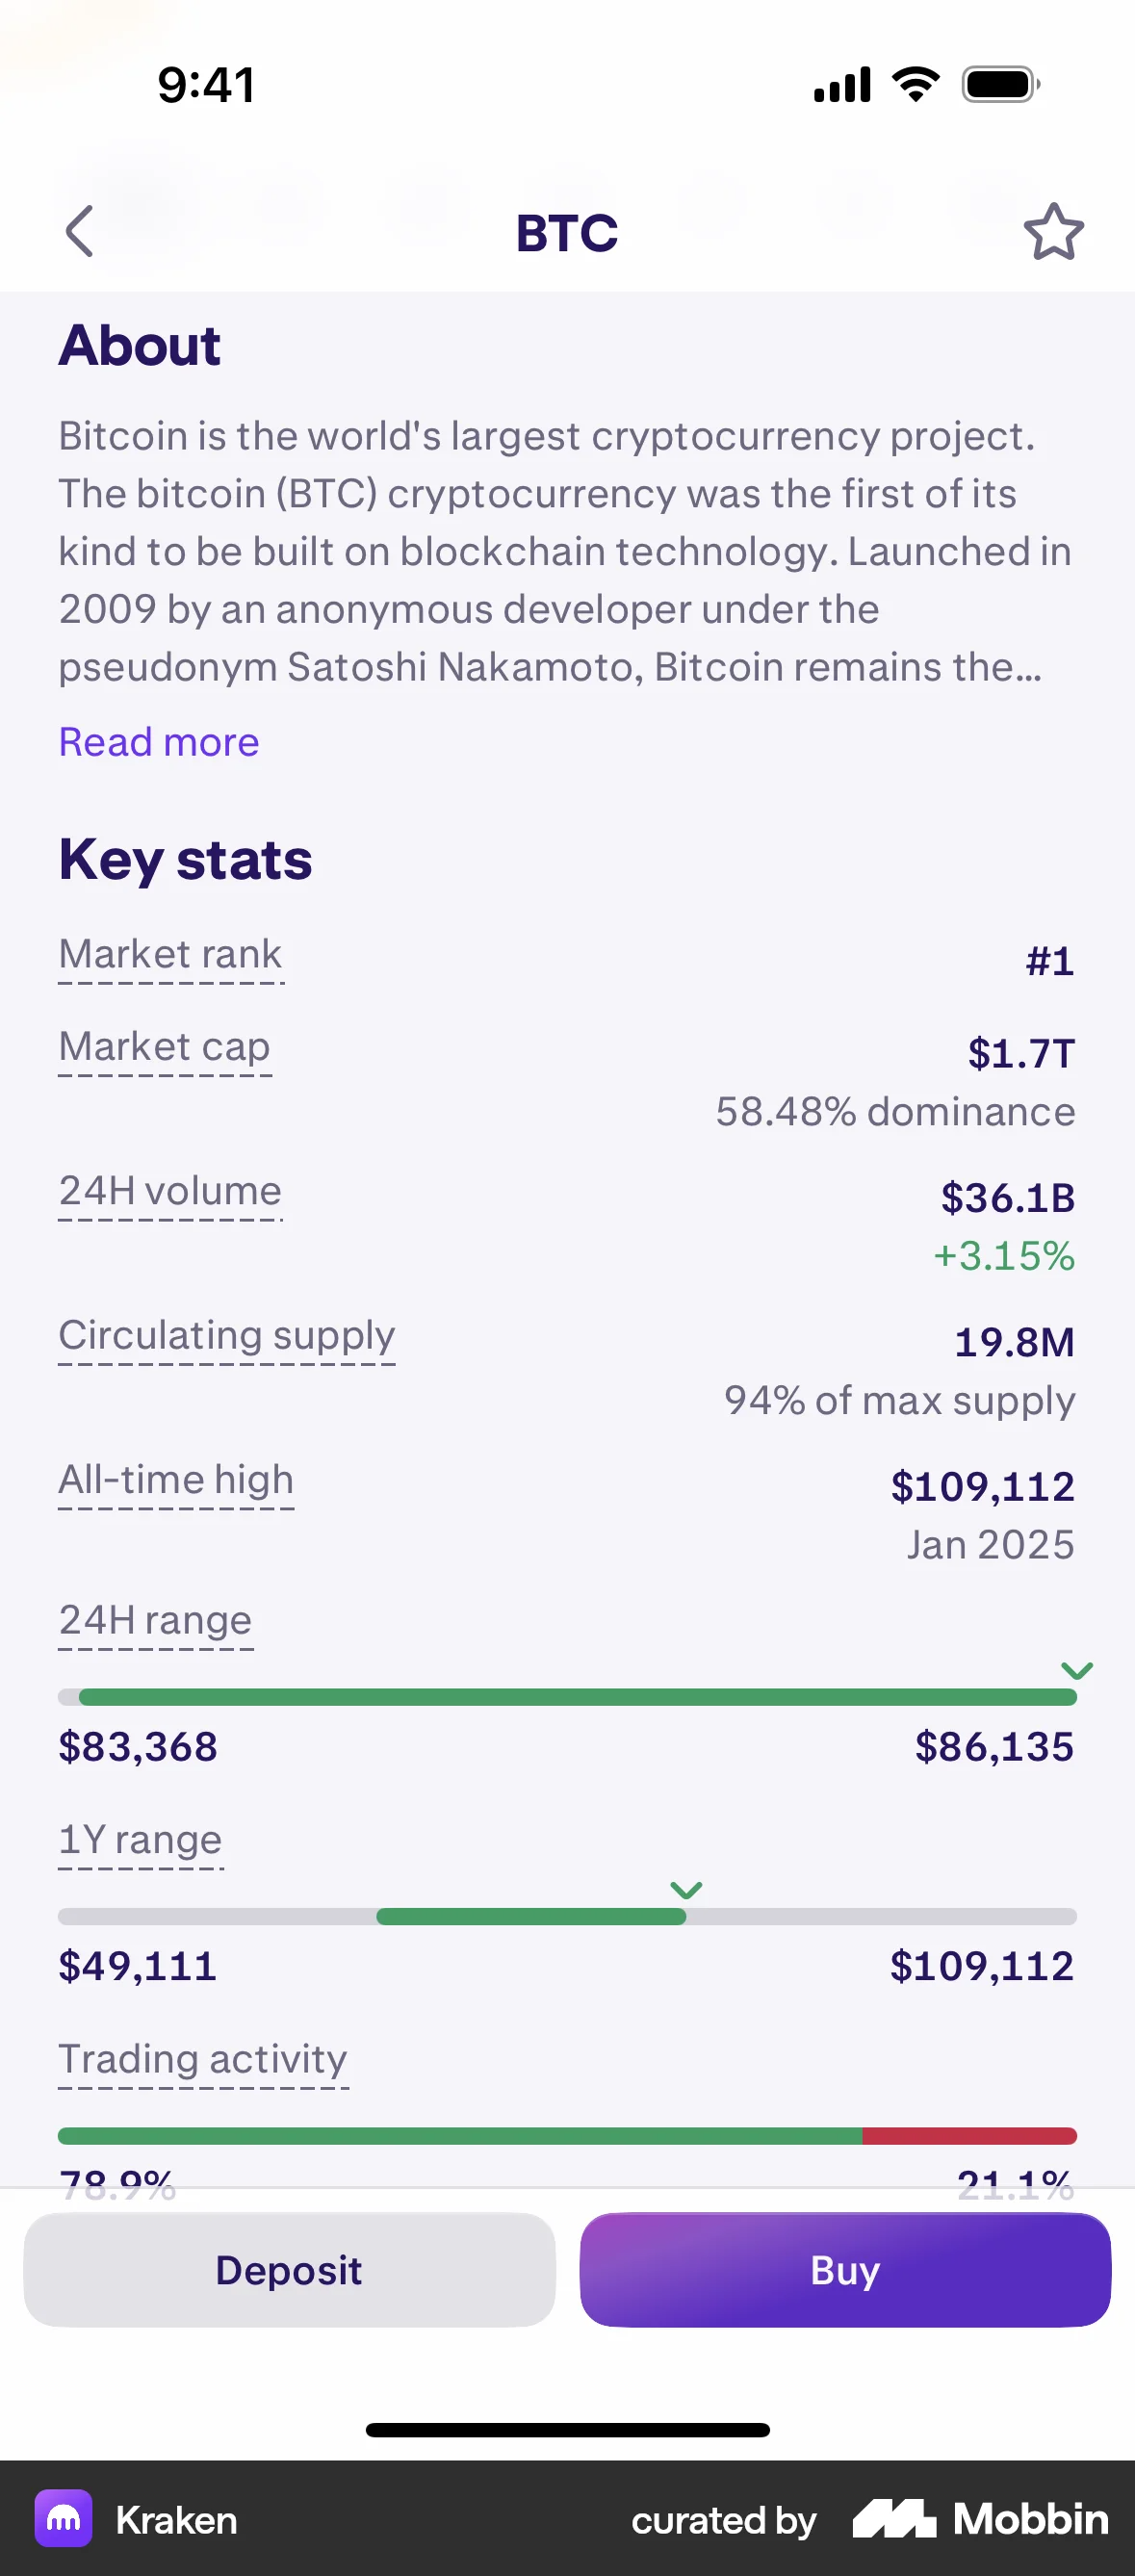 9:41
BTC
About
Bitcoin is the world's largest cryptocurrency project.
The bitcoin (BTC) cryptocurrency was the first of its
kind to be built on blockchain technology. Launched in
2009 by an anonymous developer under the
pseudonym Satoshi Nakamoto, Bitcoin remains the...
Read more
Key stats
Market rank #1
Market cap $1.7T
58.48% dominance
24H volume $36.1B
+3.15%
Circulating supply 19.8M
94% of max supply
All-time high $109,112
Jan 2025
24H range
$83,368 $86,135
1Y range
$49,111 $109,112
Trading activity
78.9% 21.1%
Deposit Buy
Kraken curated by Mobbin